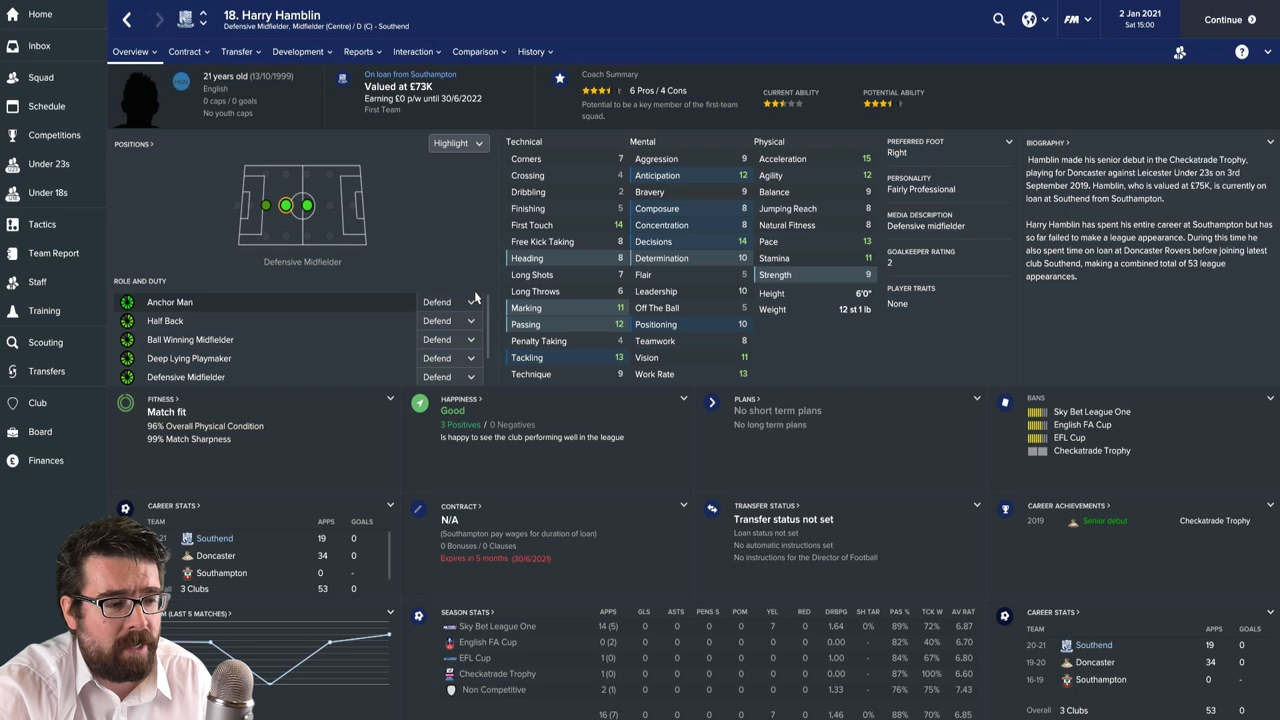 Home
Inbox
Squad
Schedule
Competitions
Under 23s
Under 18s
Tactics
Team Report
Staff
Training
Scouting
Transfers
Club
Board
Finances
18. Harry Hamblin
Defensive Midfielder, Midfielder (Centre) / D (C) - Southend
FM
2 Jan 2021
Sat 15:00
Continue
Overview
Contract
Transfer
Development
Reports
Interaction
Comparison
History
?
HGN
21 years old (13/10/1999)
English
0 caps / 0 goals
No youth caps
On loan from Southampton
Valued at £73K
Earning £0 p/w until 30/6/2022
First Team
Coach Summary
6 Pros / 4 Cons
Potential to be a key member of the first-team squad.
CURRENT ABILITY
POTENTIAL ABILITY
POSITIONS >
Highlight
Defensive Midfielder
ROLE AND DUTY
Anchor Man Defend
Half Back Defend
Ball Winning Midfielder Defend
Deep Lying Playmaker Defend
Defensive Midfielder Defend
Technical
Corners 7
Crossing 4
Dribbling 2
Finishing 5
First Touch 14
Free Kick Taking 8
Heading 8
Long Shots 7
Long Throws 6
Marking 11
Passing 12
Penalty Taking 4
Tackling 13
Technique 9
Mental
Aggression 9
Anticipation 12
Bravery 9
Composure 8
Concentration 8
Decisions 14
Determination 10
Flair 5
Leadership 10
Off The Ball 5
Positioning 10
Teamwork 8
Vision 11
Work Rate 13
Physical
Acceleration 15
Agility 12
Balance 9
Jumping Reach 8
Natural Fitness 8
Pace 13
Stamina 11
Strength 9
Height 6'0"
Weight 12 st 1 lb
PREFERRED FOOT
Right
PERSONALITY
Fairly Professional
MEDIA DESCRIPTION
Defensive midfielder
GOALKEEPER RATING
2
PLAYER TRAITS
None
BIOGRAPHY >
Hamblin made his senior debut in the Checkatrade Trophy,
playing for Doncaster against Leicester Under 23s on 3rd
September 2019. Hamblin, who is valued at £75K, is currently on
loan at Southend from Southampton.
Harry Hamblin has spent his entire career at Southampton but has
so far failed to make a league appearance. During this time he
also spent time on loan at Doncaster Rovers before joining latest
club Southend, making a combined total of 53 league
appearances.
FITNESS >
Match fit
96% Overall Physical Condition
99% Match Sharpness
HAPPINESS >
Good
3 Positives / 0 Negatives
Is happy to see the club performing well in the league
PLANS >
No short term plans
No long term plans
BANS
Sky Bet League One
English FA Cup
EFL Cup
Checkatrade Trophy
CAREER STATS >
TEAM APPS GOALS
-21 Southend 19 0
Doncaster 34 0
Southampton 0 -
3 Clubs 53 0
CONTRACT >
N/A
(Southampton pay wages for duration of loan)
0 Bonuses / 0 Clauses
Expires in 5 months (30/6/2021)
TRANSFER STATUS >
Transfer status not set
Loan status not set
No automatic instructions set
No instructions for the Director of Football
CAREER ACHIEVEMENTS >
2019 Senior debut Checkatrade Trophy
(LAST 5 MATCHES) >
SEASON STATS > APPS GLS ASTS PENS S POM YEL RED DRBPG SH TAR PAS % TCK W AV RAT
Sky Bet League One 14 (5) 0 0 0 0 7 0 1.64 0% 89% 72% 6.87
English FA Cup 0 (2) 0 0 0 0 0 0 0.00 - 82% 40% 6.70
EFL Cup 1 (0) 0 0 0 0 0 0 1.00 - 84% 67% 6.80
Checkatrade Trophy 1 (0) 0 0 0 0 0 0 0.00 - 87% 100% 6.60
Non Competitive 2 (1) 0 0 0 0 0 0 1.33 - 76% 75% 7.43
16 (7) 0 0 0 0 7 0 1.46 0% 88% 70% 6.85
CAREER STATS >
TEAM APPS GOALS
20-21 Southend 19 0
19-20 Doncaster 34 0
16-19 Southampton 0 -
Overall 3 Clubs 53 0